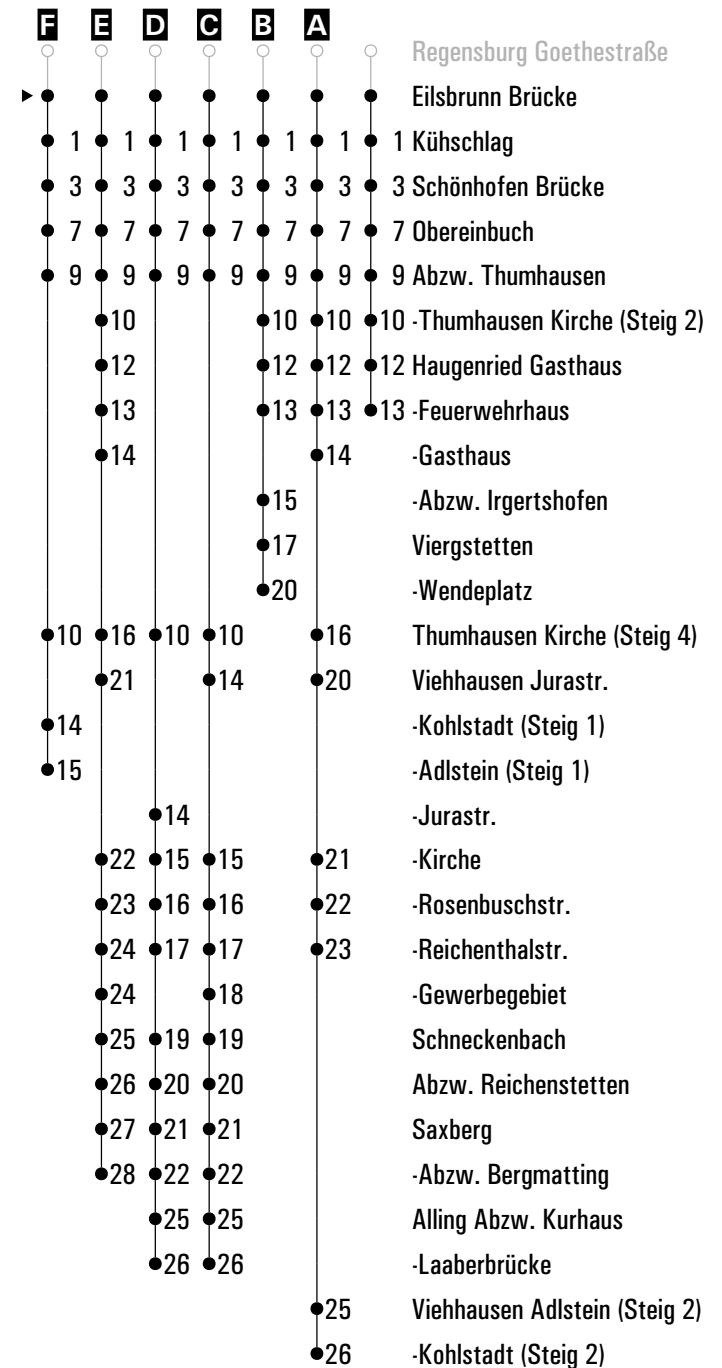 F E D C B A
Regensburg Goethestraße
Eilsbrunn Brücke
1 1 1 1 1 1 1 Kühschlag
3 3 3 3 3 3 3 Schönhofen Brücke
7 7 7 7 7 7 7 Obereinbuch
9 9 9 9 9 9 9 Abzw. Thumhausen
10 10 10 10 -Thumhausen Kirche (Steig 2)
12 12 12 12 Haugenried Gasthaus
13 13 13 13 -Feuerwehrhaus
14 14 -Gasthaus
15 -Abzw. Irgertshofen
17 Viergstetten
20 -Wendeplatz
10 16 10 10 16 Thumhausen Kirche (Steig 4)
21 14 20 Viehhausen Jurastr.
14 -Kohlstadt (Steig 1)
15 -Adlstein (Steig 1)
14 -Jurastr.
22 15 15 21 -Kirche
23 16 16 22 -Rosenbuschstr.
24 17 17 23 -Reichenthalstr.
24 18 -Gewerbegebiet
25 19 19 Schneckenbach
26 20 20 Abzw. Reichenstetten
27 21 21 Saxberg
28 22 22 -Abzw. Bergmatting
25 25 Alling Abzw. Kurhaus
26 26 -Laaberbrücke
25 Viehhausen Adlstein (Steig 2)
26 -Kohlstadt (Steig 2)